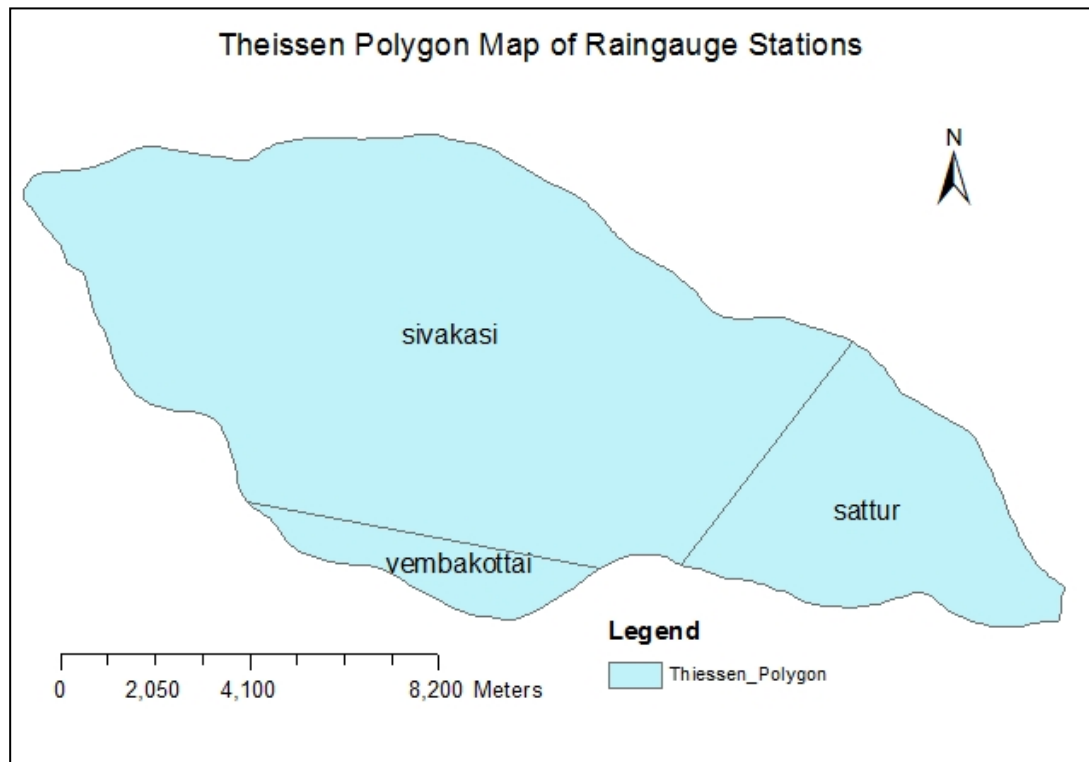 Theissen Polygon Map of Raingauge Stations
N
sivakasi
sattur
vembakottai
Legend
Thiessen_Polygon
0 2,050 4,100 8,200 Meters